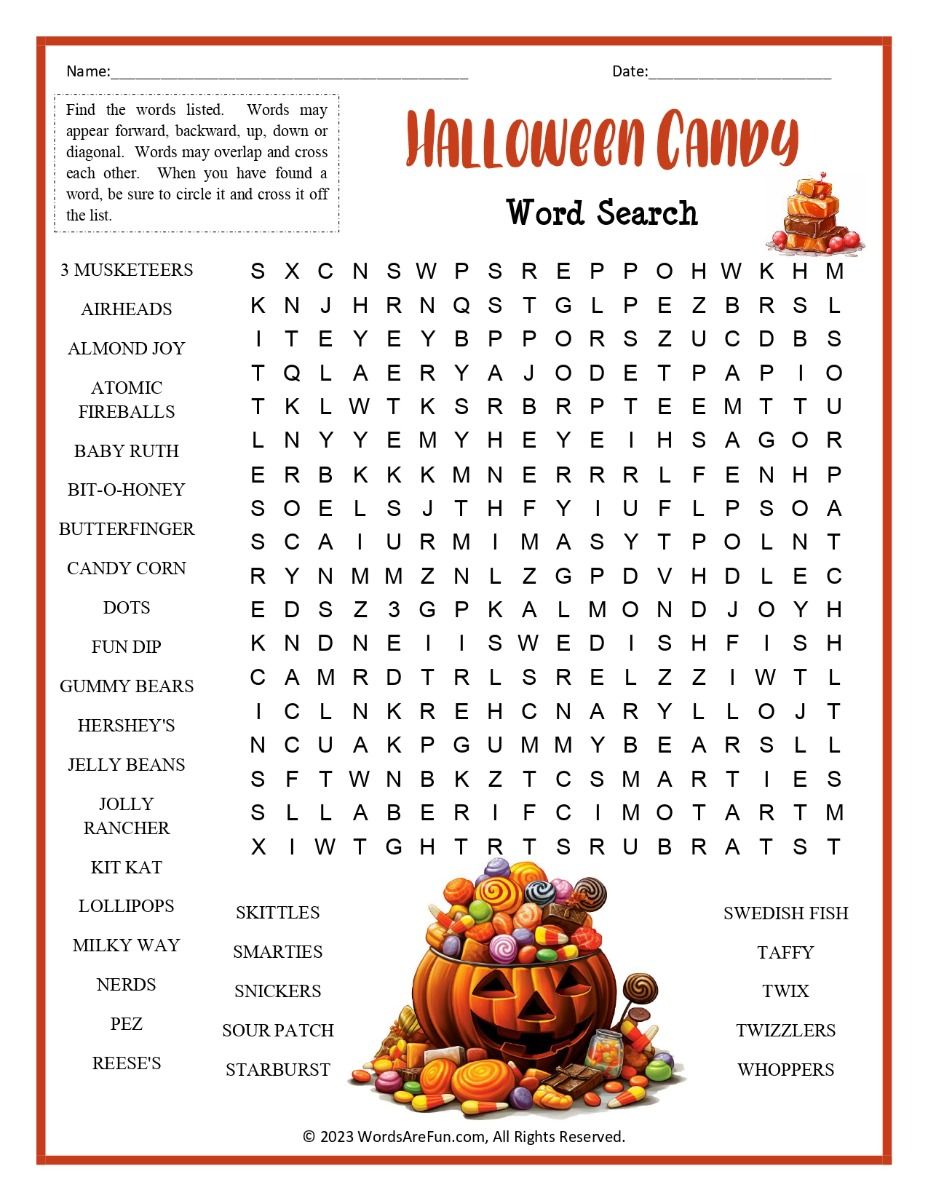 Name:___________________________________________ Date:______________________
Find the words listed. Words may
appear forward, backward, up, down or
diagonal. Words may overlap and cross
each other. When you have found a
word, be sure to circle it and cross it off
the list.
Halloween Candy
Word Search
3 MUSKETEERS
AIRHEADS
ALMOND JOY
ATOMIC
FIREBALLS
BABY RUTH
BIT-O-HONEY
BUTTERFINGER
CANDY CORN
DOTS
FUN DIP
GUMMY BEARS
HERSHEY'S
JELLY BEANS
JOLLY
RANCHER
KIT KAT
LOLLIPOPS
MILKY WAY
NERDS
PEZ
REESE'S
S X C N S W P S R E P P O H W K H M
K N J H R N Q S T G L P E Z B R S L
I T E Y E Y B P P O R S Z U C D B S
T Q L A E R Y A J O D E T P A P I O
T K L W T K S R B R P T E E M T T U
L N Y Y E M Y H E Y E I H S A G O R
E R B K K K M N E R R R L F E N H P
S O E L S J T H F Y I U F L P S O A
S C A I U R M I M A S Y T P O L N T
R Y N M M Z N L Z G P D V H D L E C
E D S Z 3 G P K A L M O N D J O Y H
K N D N E I I S W E D I S H F I S H
C A M R D T R L S R E L Z Z I W T L
I C L N K R E H C N A R Y L L O J T
N C U A K P G U M M Y B E A R S L L
S F T W N B K Z T C S M A R T I E S
S L L A B E R I F C I M O T A R T M
X I W T G H T R T S R U B R A T S T
SKITTLES
SMARTIES
SNICKERS
SOUR PATCH
STARBURST
SWEDISH FISH
TAFFY
TWIX
TWIZZLERS
WHOPPERS
© 2023 WordsAreFun.com, All Rights Reserved.